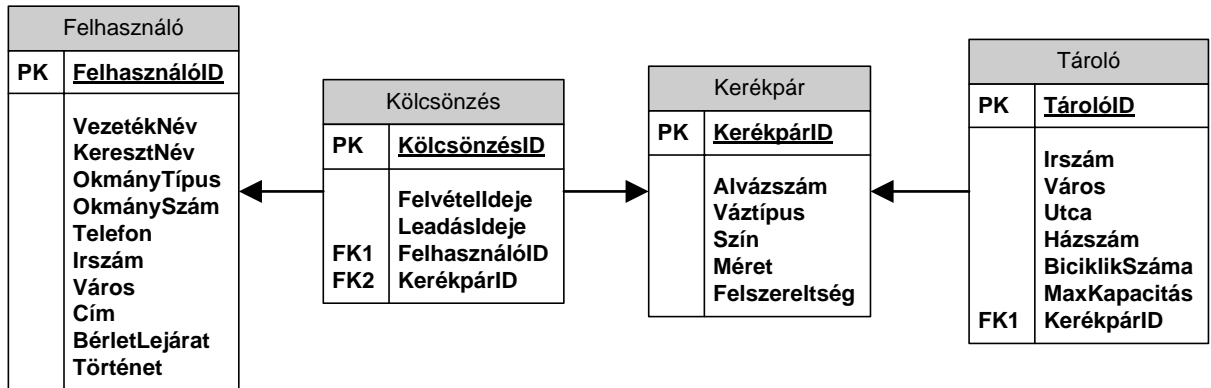 Felhasználó
PK FelhasználóID
VezetékNév
KeresztNév
OkmányTípus
OkmánySzám
Telefon
Irszám
Város
Cím
BérletLejárat
Történet
Kölcsönzés
PK KölcsönzésID
FelvételIdeje
LeadásIdeje
FK1 FelhasználóID
FK2 KerékpárID
Kerékpár
PK KerékpárID
Alvázszám
Váztípus
Szín
Méret
Felszereltség
Tároló
PK TárolóID
Irszám
Város
Utca
Házszám
BiciklikSzáma
MaxKapacitás
FK1 KerékpárID